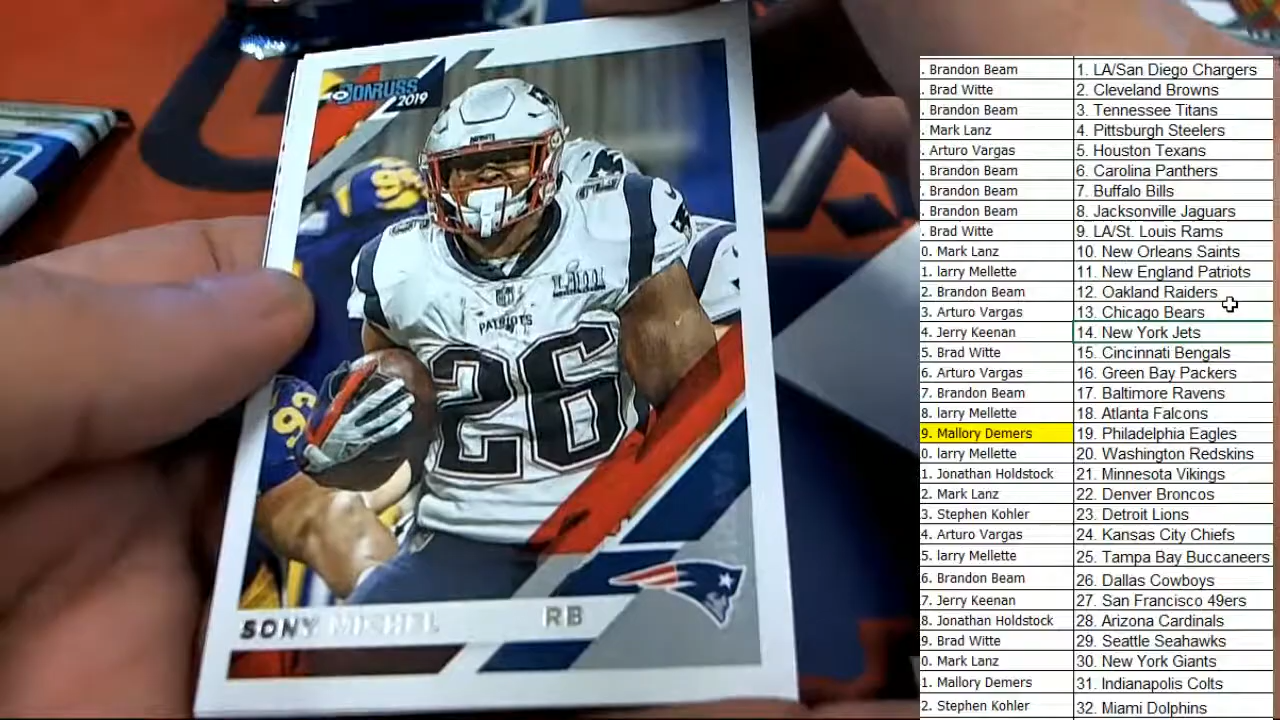 DONRUSS
2019
LIII
PATRIOTS
26
SONY MICHEL RB
. Brandon Beam 1. LA/San Diego Chargers
. Brad Witte 2. Cleveland Browns
. Brandon Beam 3. Tennessee Titans
. Mark Lanz 4. Pittsburgh Steelers
. Arturo Vargas 5. Houston Texans
. Brandon Beam 6. Carolina Panthers
. Brandon Beam 7. Buffalo Bills
. Brandon Beam 8. Jacksonville Jaguars
. Brad Witte 9. LA/St. Louis Rams
0. Mark Lanz 10. New Orleans Saints
1. larry Mellette 11. New England Patriots
2. Brandon Beam 12. Oakland Raiders
3. Arturo Vargas 13. Chicago Bears
4. Jerry Keenan 14. New York Jets
5. Brad Witte 15. Cincinnati Bengals
6. Arturo Vargas 16. Green Bay Packers
7. Brandon Beam 17. Baltimore Ravens
8. larry Mellette 18. Atlanta Falcons
9. Mallory Demers 19. Philadelphia Eagles
0. larry Mellette 20. Washington Redskins
1. Jonathan Holdstock 21. Minnesota Vikings
2. Mark Lanz 22. Denver Broncos
3. Stephen Kohler 23. Detroit Lions
4. Arturo Vargas 24. Kansas City Chiefs
5. larry Mellette 25. Tampa Bay Buccaneers
6. Brandon Beam 26. Dallas Cowboys
7. Jerry Keenan 27. San Francisco 49ers
8. Jonathan Holdstock 28. Arizona Cardinals
9. Brad Witte 29. Seattle Seahawks
0. Mark Lanz 30. New York Giants
1. Mallory Demers 31. Indianapolis Colts
2. Stephen Kohler 32. Miami Dolphins